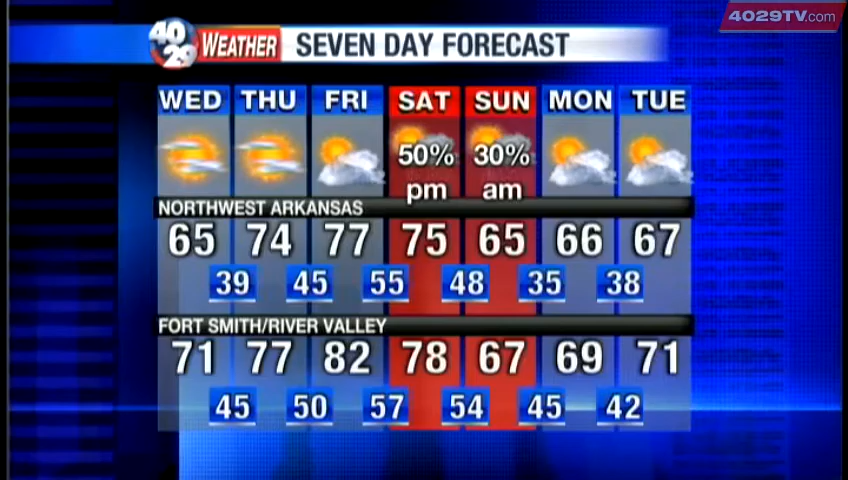 4029TV.com
40 29 WEATHER SEVEN DAY FORECAST
WED THU FRI SAT SUN MON TUE
50% 30%
pm am
NORTHWEST ARKANSAS
65 74 77 75 65 66 67
39 45 55 48 35 38
FORT SMITH/RIVER VALLEY
71 77 82 78 67 69 71
45 50 57 54 45 42